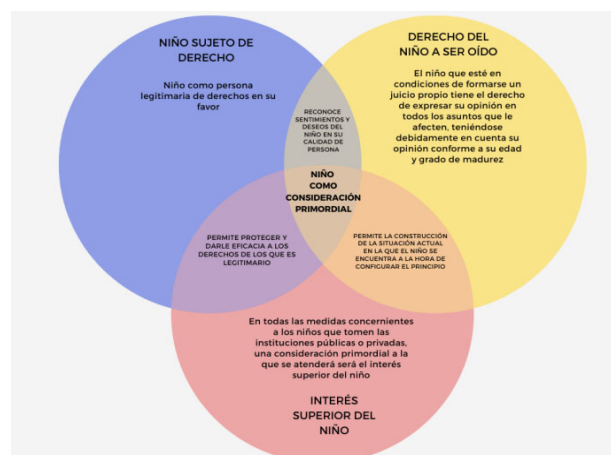 NIÑO SUJETO DE
DERECHO
Niño como persona
legitimaria de derechos en su
favor
DERECHO DEL
NIÑO A SER OÍDO
El niño que esté en
condiciones de formarse un
juicio propio tiene el derecho
de expresar su opinión en
todos los asuntos que le
afecten, teniéndose
debidamente en cuenta su
opinión conforme a su edad
y grado de madurez
RECONOCE
SENTIMIENTOS Y
DESEOS DEL
NIÑO EN SU
CALIDAD DE
PERSONA
NIÑO
COMO
CONSIDERACIÓN
PRIMORDIAL
PERMITE PROTEGER Y
DARLE EFICACIA A LOS
DERECHOS DE LOS QUE ES
LEGITIMARIO
PERMITE LA CONSTRUCCIÓN
DE LA SITUACIÓN ACTUAL
EN LA QUE EL NIÑO SE
ENCUENTRA A LA HORA DE
CONFIGURAR EL PRINCIPIO
En todas las medidas concernientes
a los niños que tomen las
instituciones públicas o privadas,
una consideración primordial a la
que se atenderá será el interés
superior del niño
INTERÉS
SUPERIOR DEL
NIÑO